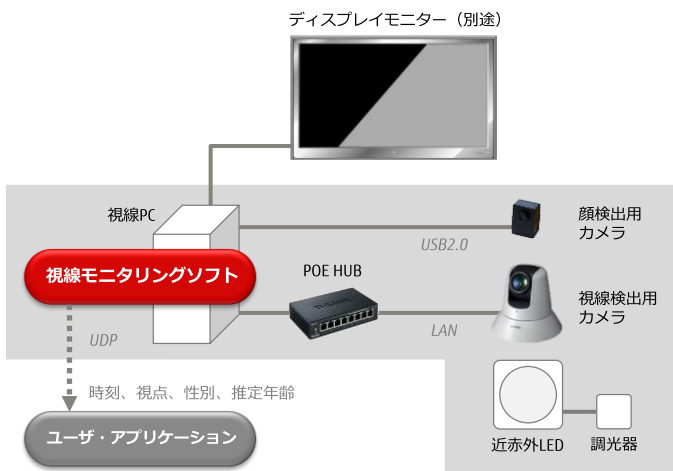 ディスプレイモニター（別途）
視線PC
顔検出用
カメラ
USB2.0
視線モニタリングソフト
POE HUB
視線検出用
カメラ
D-Link
LAN
UDP
時刻、視点、性別、推定年齢
ユーザ・アプリケーション
近赤外LED
調光器